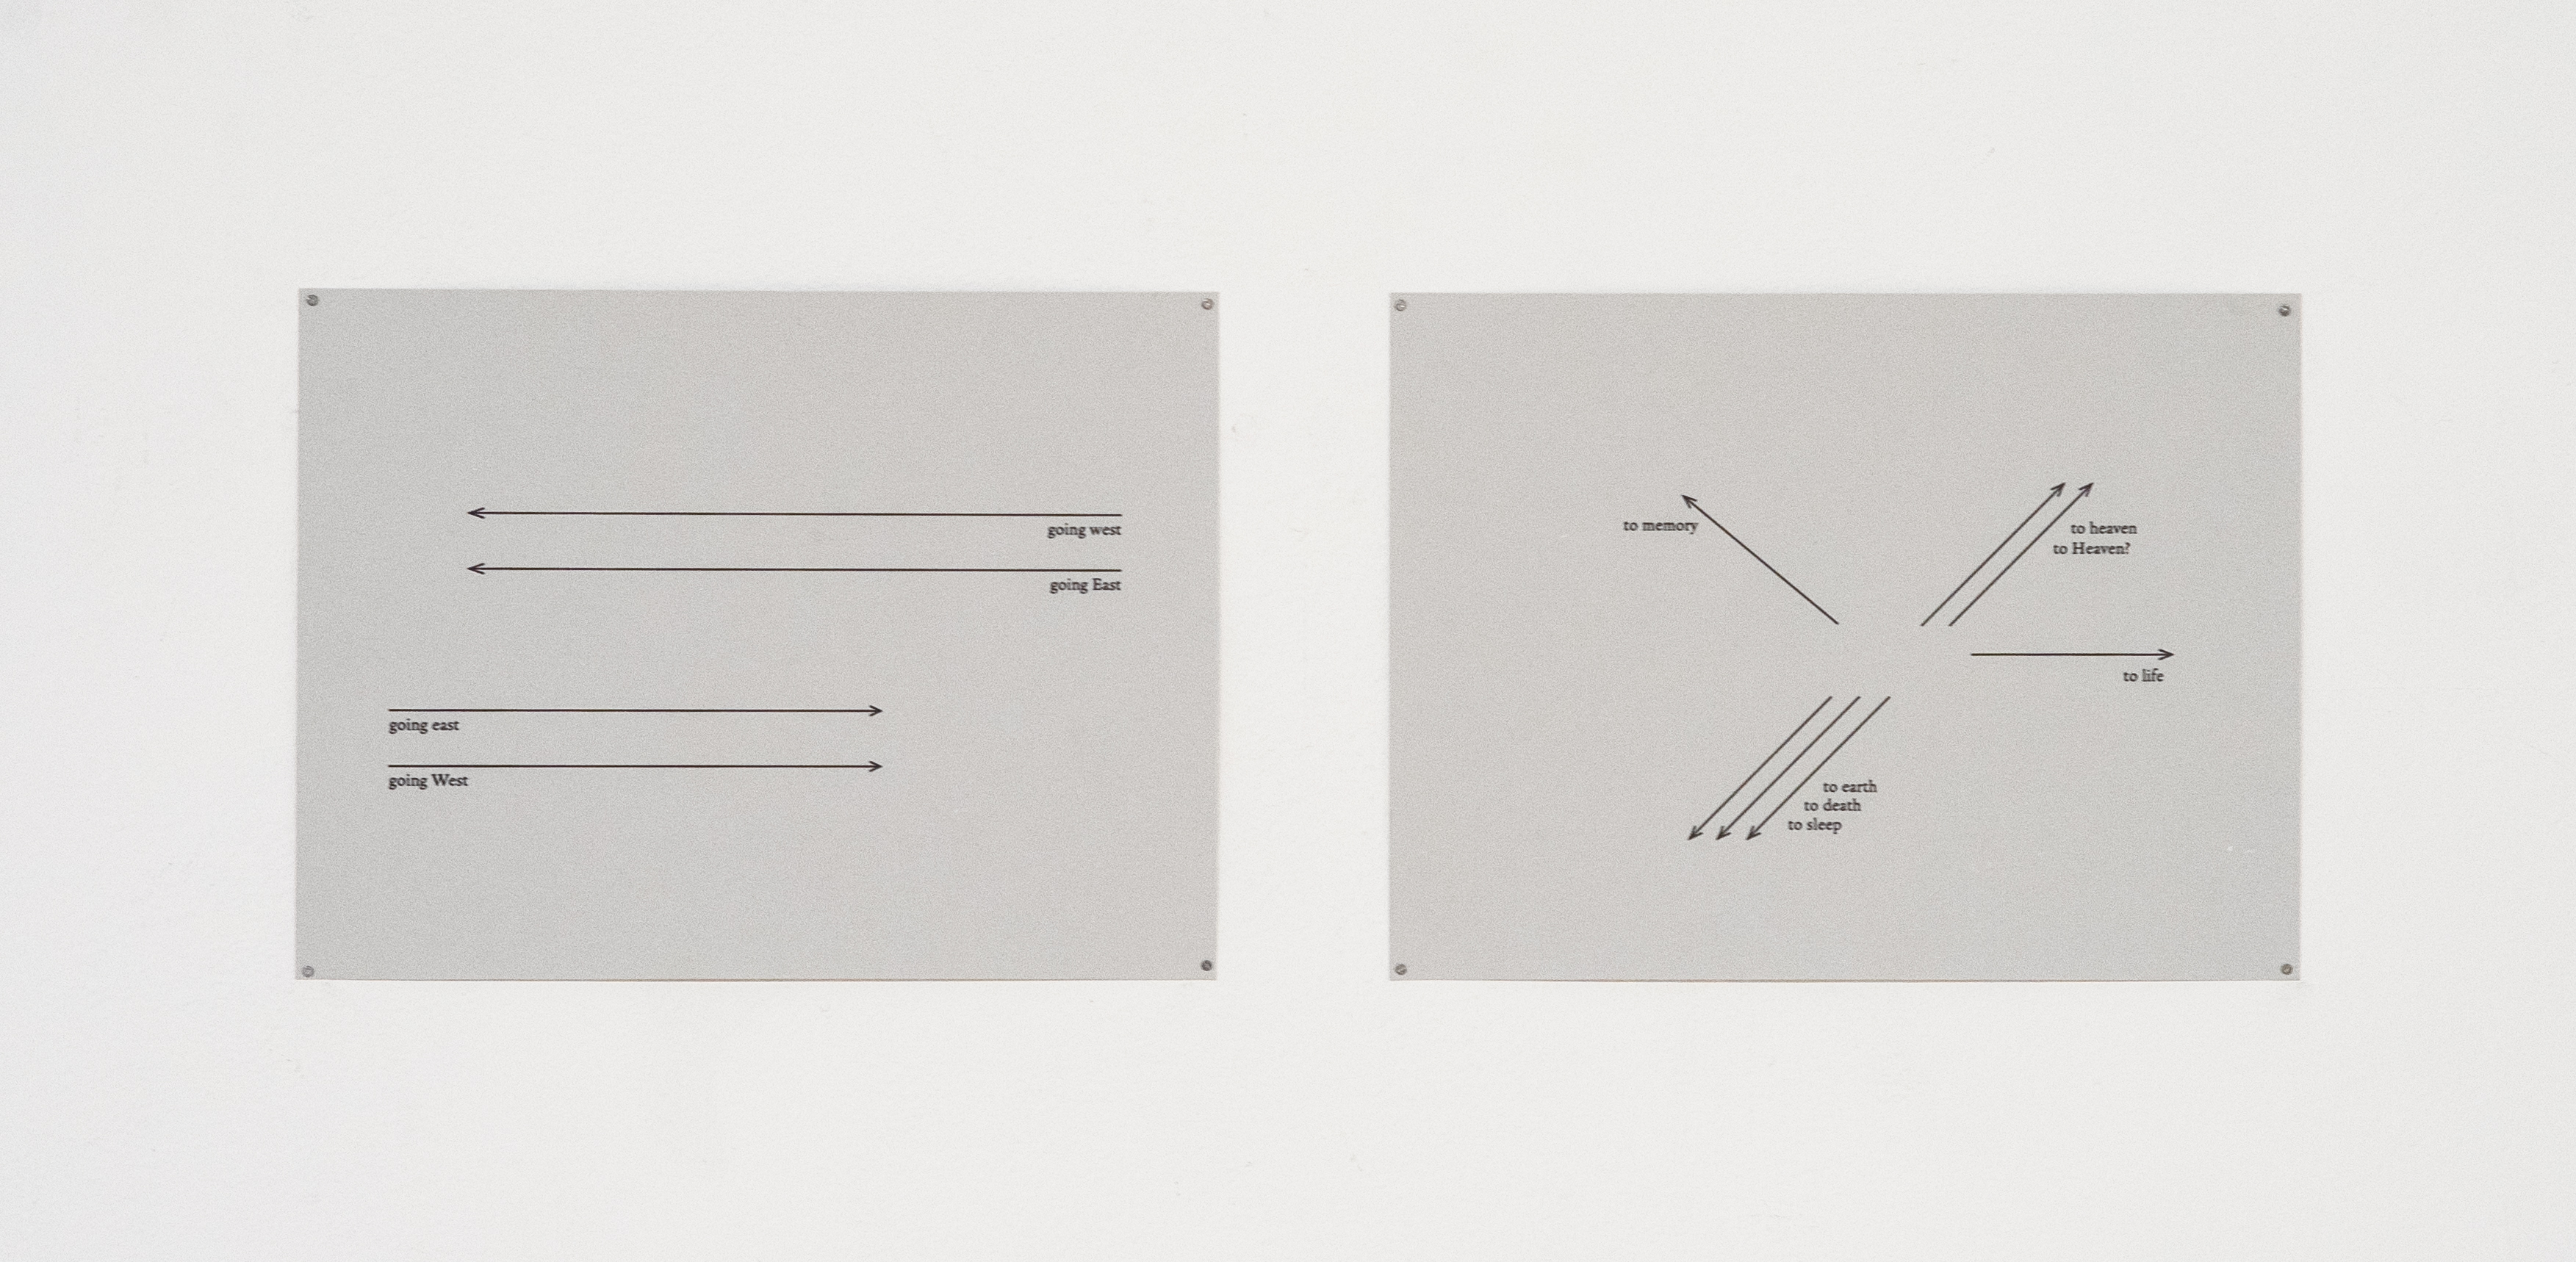 going west
going East
going east
going West
to memory
to heaven
to Heaven?
to life
to earth
to death
to sleep